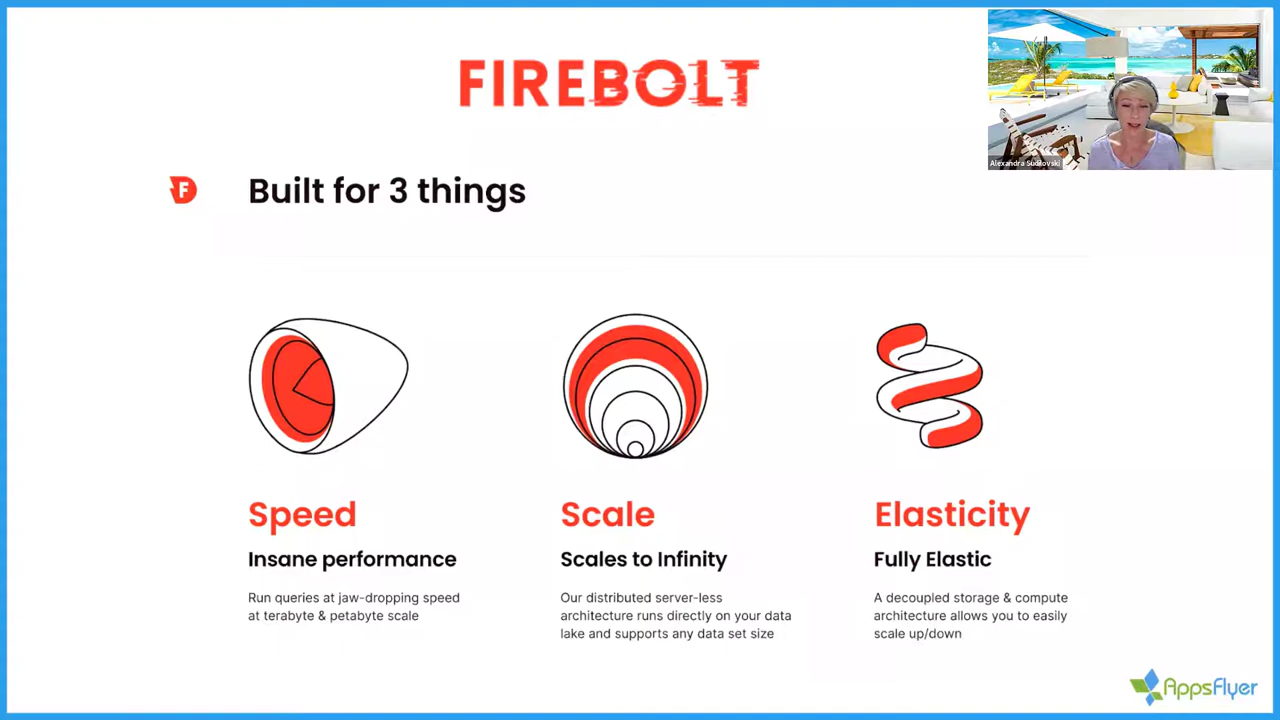 FIREBOLT
Alexandra Sudilovski
F
Built for 3 things
Speed
Insane performance
Run queries at jaw-dropping speed
at terabyte & petabyte scale
Scale
Scales to Infinity
Our distributed server-less
architecture runs directly on your data
lake and supports any data set size
Elasticity
Fully Elastic
A decoupled storage & compute
architecture allows you to easily
scale up/down
AppsFlyer